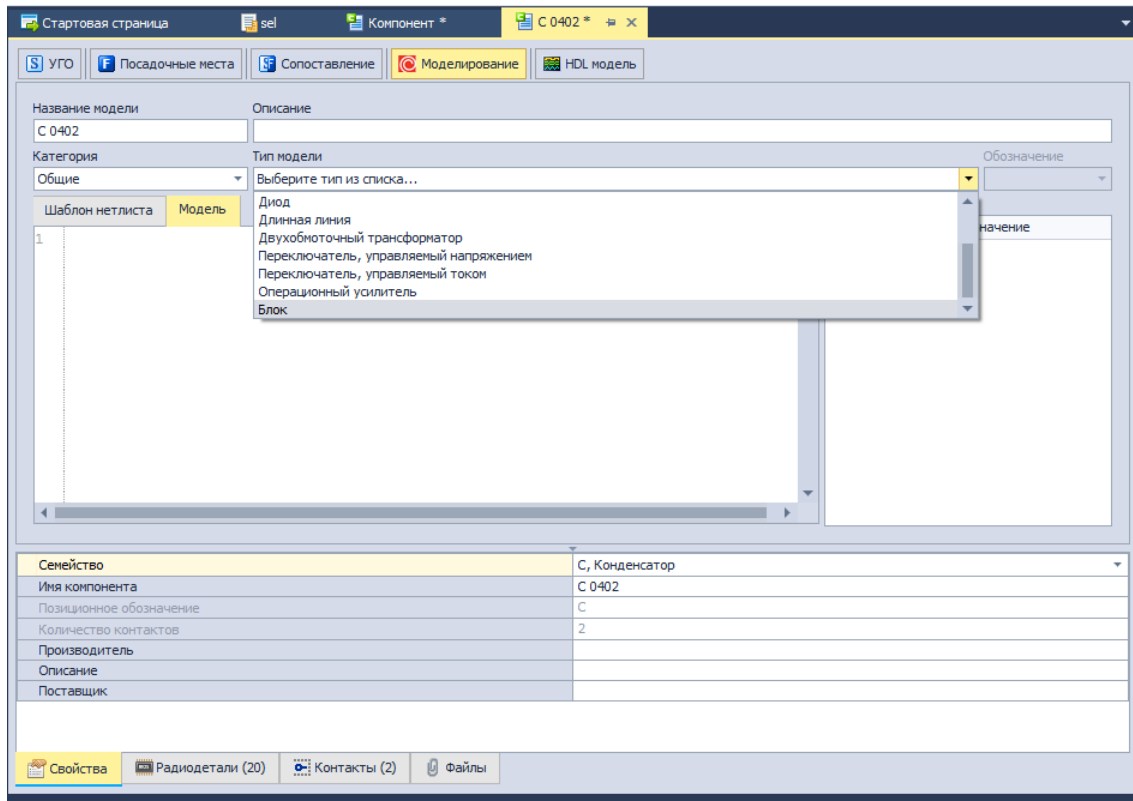 Стартовая страница sel Компонент * C 0402 *
УГО Посадочные места Сопоставление Моделирование HDL модель
Название модели Описание
C 0402
Категория Тип модели Обозначение
Общие Выберите тип из списка...
Шаблон нетлиста Модель
Диод
Длинная линия
начение
1
Двухобмоточный трансформатор
Переключатель, управляемый напряжением
Переключатель, управляемый током
Операционный усилитель
Блок
Семейство C, Конденсатор
Имя компонента C 0402
Позиционное обозначение C
Количество контактов 2
Производитель
Описание
Поставщик
Свойства Радиодетали (20) Контакты (2) Файлы